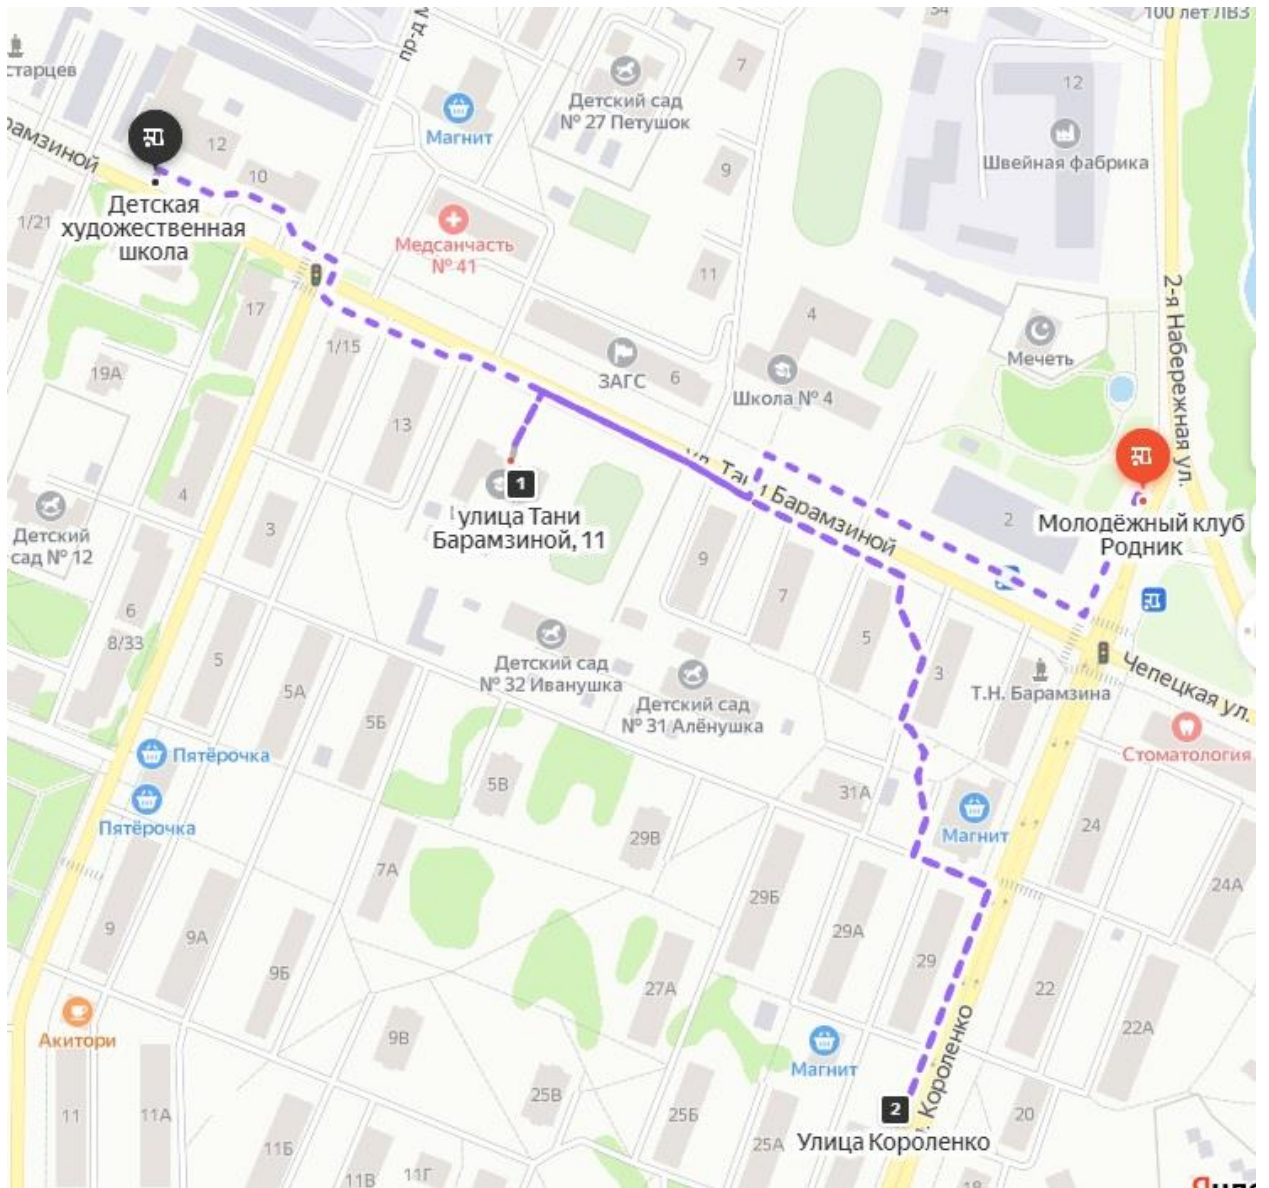 34
100 лет ЛВЗ
пр-д М
старцев
7
12
Детский сад
№ 27 Петушок
Магнит
Швейная фабрика
12
10
9
рамзиной
Детская
художественная
школа
1/21
Медсанчасть
№ 41
11
17
4
2-я Набережная ул.
1/15
Мечеть
ЗАГС
6
19А
Школа № 4
13
ул. Тани Барамзиной
4
1
улица Тани
Барамзиной, 11
Детский
сад № 12
3
2
Молодёжный клуб
Родник
9
7
6
8/33
5
5
3
Детский сад
№ 32 Иванушка
Т.Н. Барамзина
Чепецкая ул.
5А
5Б
Детский сад
№ 31 Алёнушка
Стоматология
Пятёрочка
5В
31А
Пятёрочка
29В
Магнит
24
7А
29Б
24А
9
9А
29А
29
9Б
27А
22
22А
Акитори
9В
Магнит
Короленко
25В
25Б
2
20
11
11А
11Б
25А
Улица Короленко
11В
11Г
18